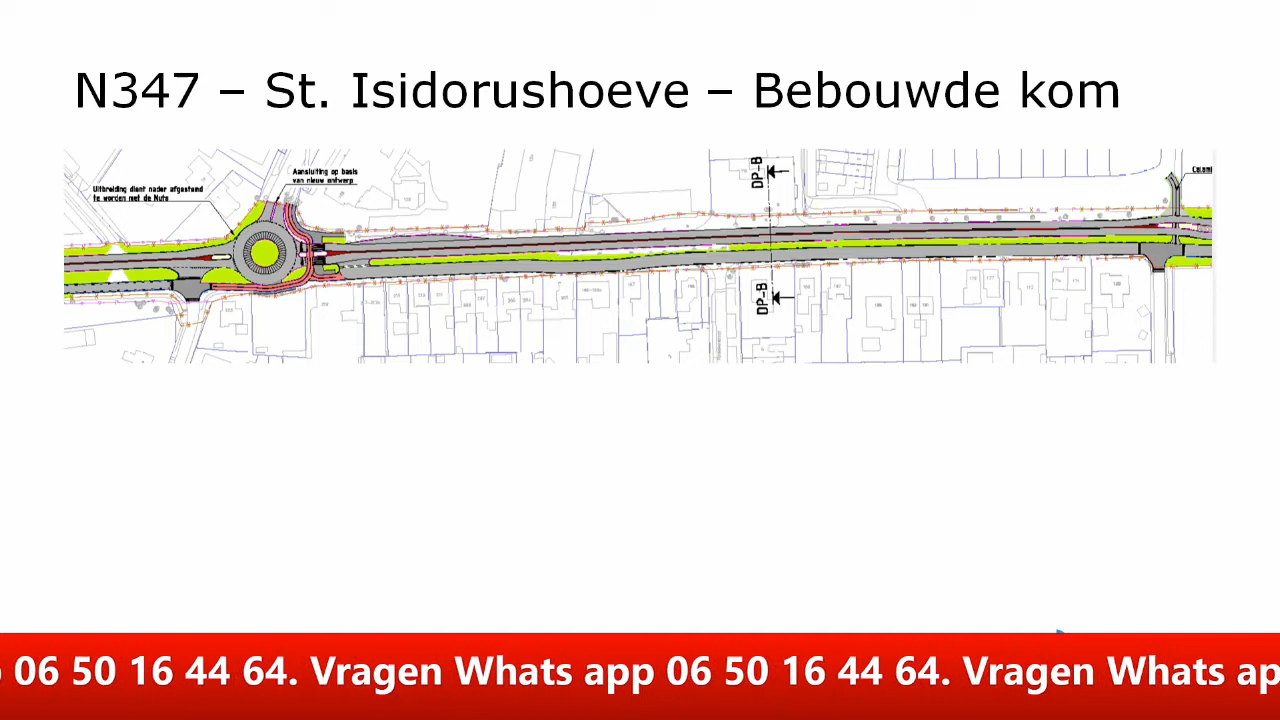 N347 – St. Isidorushoeve – Bebouwde kom
Aansluiting op basis
van nieuw ontwerp
Uitbreiding dient nader afgestemd
te worden met de Nuts
DP-B
DP-B
06 50 16 44 64. Vragen Whats app 06 50 16 44 64. Vragen Whats ap